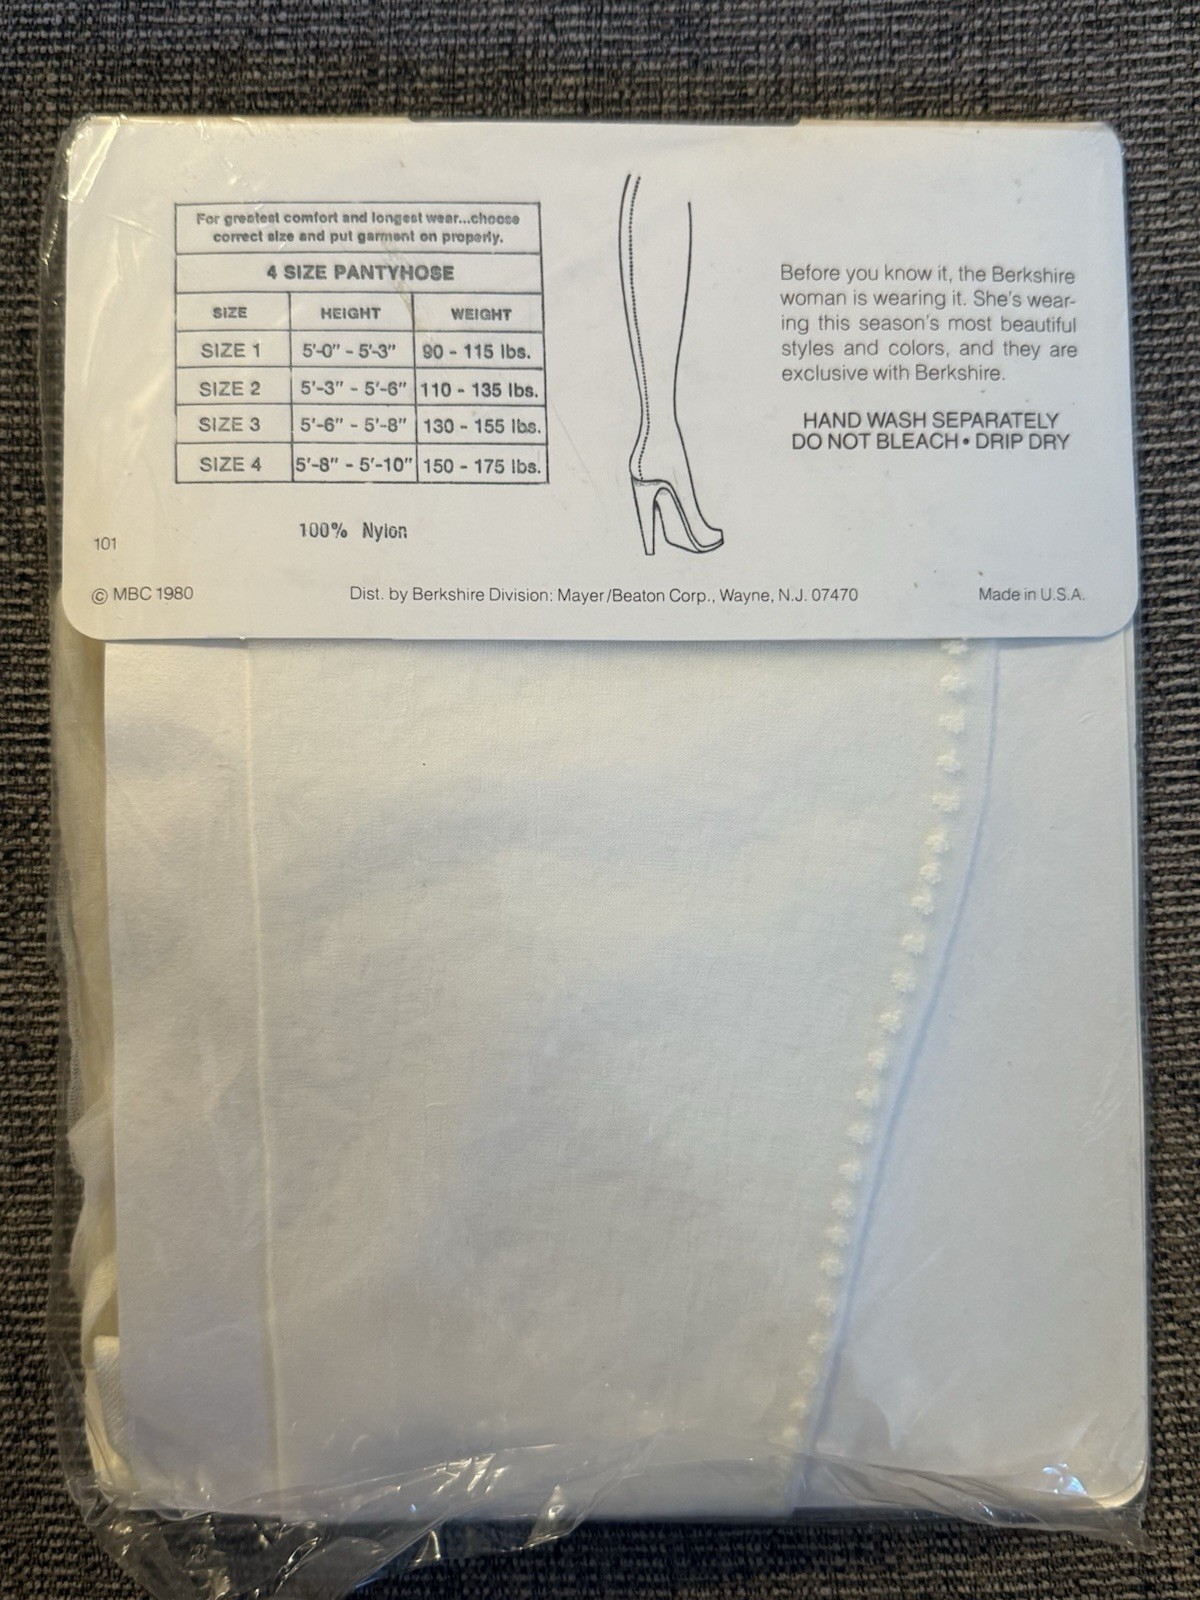 For greatest comfort and longest wear...choose
correct size and put garment on properly.
4 SIZE PANTYHOSE
SIZE HEIGHT WEIGHT
SIZE 1 5'-0" - 5'-3" 90 - 115 lbs.
SIZE 2 5'-3" - 5'-6" 110 - 135 lbs.
SIZE 3 5'-6" - 5'-8" 130 - 155 lbs.
SIZE 4 5'-8" - 5'-10" 150 - 175 lbs.
100% Nylon
101
Before you know it, the Berkshire
woman is wearing it. She's wear-
ing this season's most beautiful
styles and colors, and they are
exclusive with Berkshire.
HAND WASH SEPARATELY
DO NOT BLEACH • DRIP DRY
© MBC 1980 Dist. by Berkshire Division: Mayer/Beaton Corp., Wayne, N.J. 07470 Made in U.S.A.